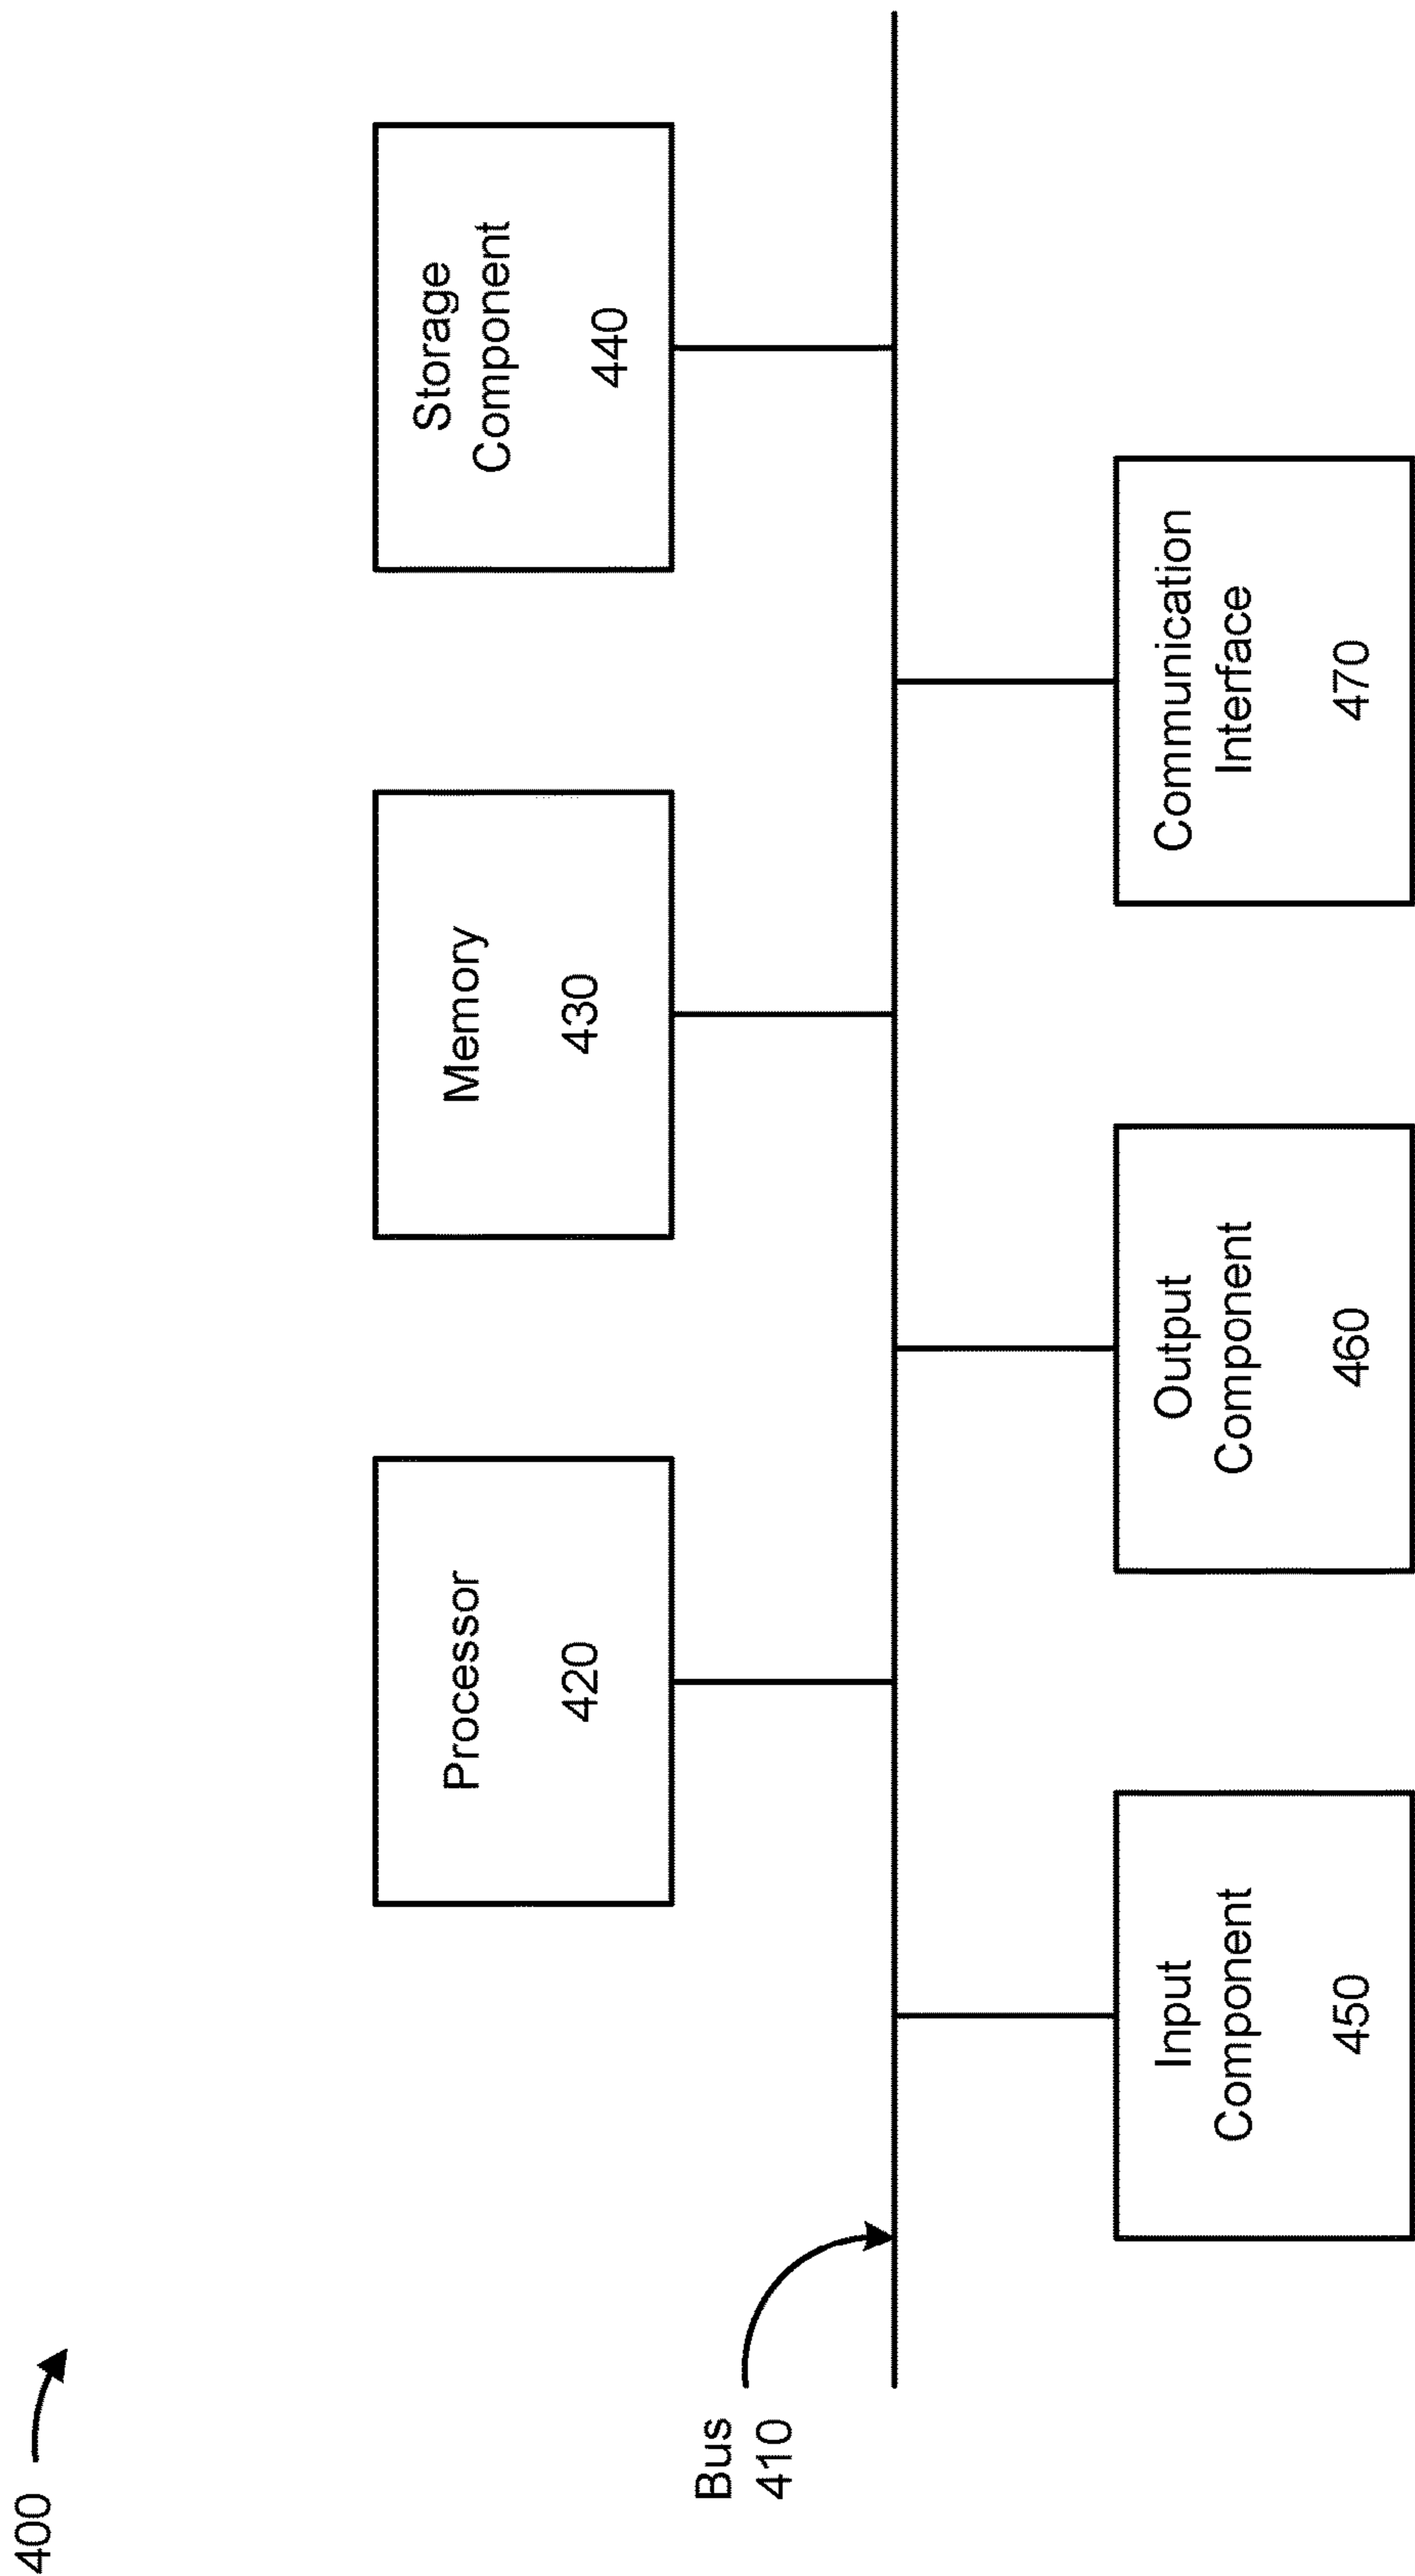 400
Processor
420
Memory
430
Storage
Component
440
Bus
410
Input
Component
450
Output
Component
460
Communication
Interface
470